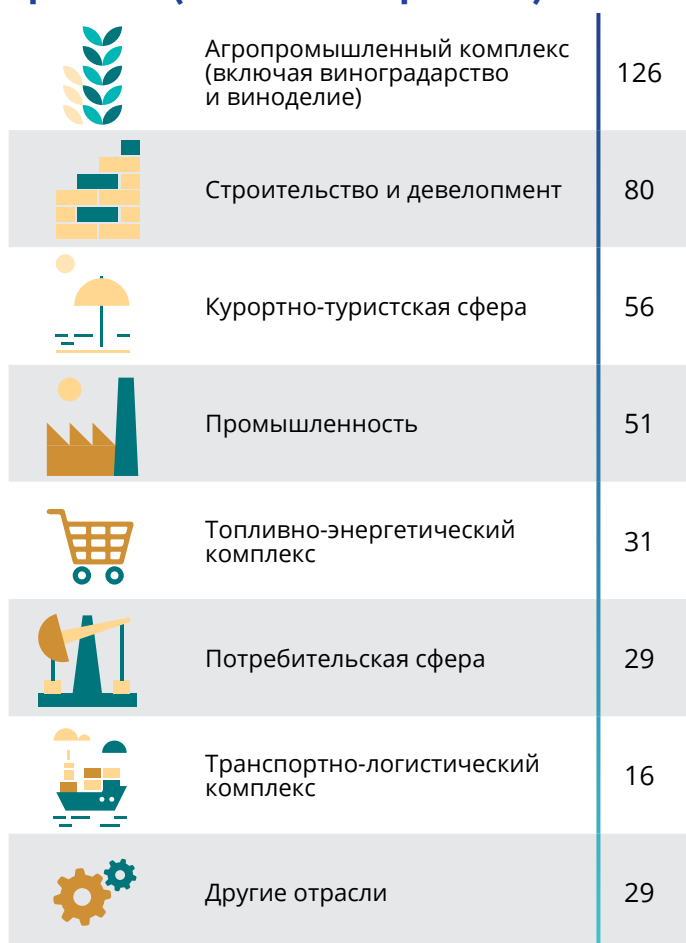 Агропромышленный комплекс
(включая виноградарство
и виноделие)
126
Строительство и девелопмент
80
Курортно-туристская сфера
56
Промышленность
51
Топливно-энергетический
комплекс
31
Потребительская сфера
29
Транспортно-логистический
комплекс
16
Другие отрасли
29